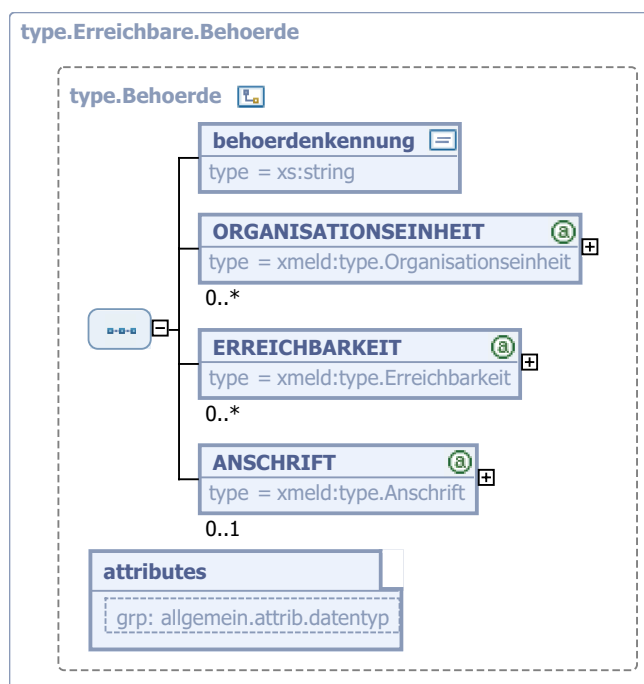 type.Erreichbare.Behoerde
type.Behoerde
behoerdenkennung
type = xs:string
ORGANISATIONSEINHEIT
type = xmeld:type.Organisationseinheit
0..*
ERREICHBARKEIT
type = xmeld:type.Erreichbarkeit
0..*
ANSCHRIFT
type = xmeld:type.Anschrift
0..1
attributes
grp: allgemein.attrib.datentyp